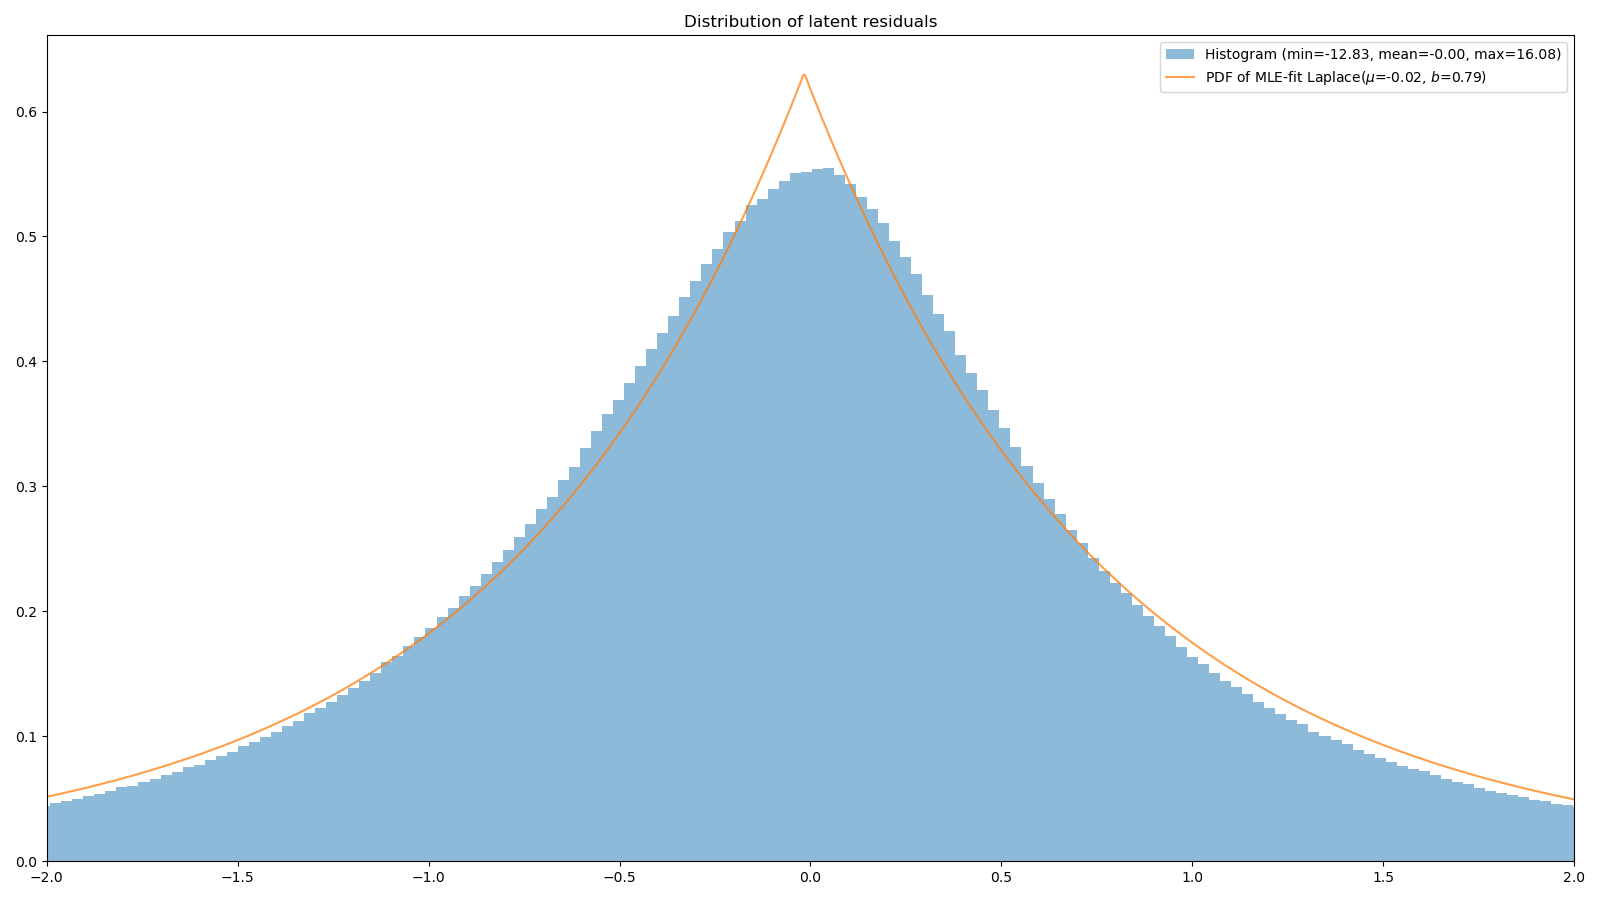 Distribution of latent residuals
Histogram (min=-12.83, mean=-0.00, max=16.08)
PDF of MLE-fit Laplace(μ=-0.02, b=0.79)
0.6
0.5
0.4
0.3
0.2
0.1
0.0
−2.0 −1.5 −1.0 −0.5 0.0 0.5 1.0 1.5 2.0